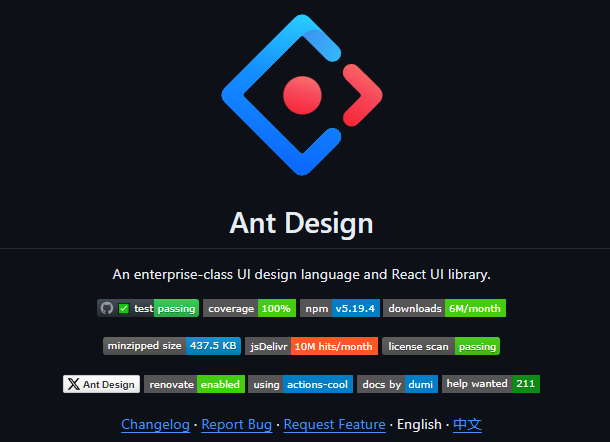 Ant Design
An enterprise-class UI design language and React UI library.
test passing coverage 100% npm v5.19.4 downloads 6M/month
minzipped size 437.5 KB jsDelivr 10M hits/month license scan passing
Ant Design renovate enabled using actions-cool docs by dumi help wanted 211
Changelog · Report Bug · Request Feature · English · 中文